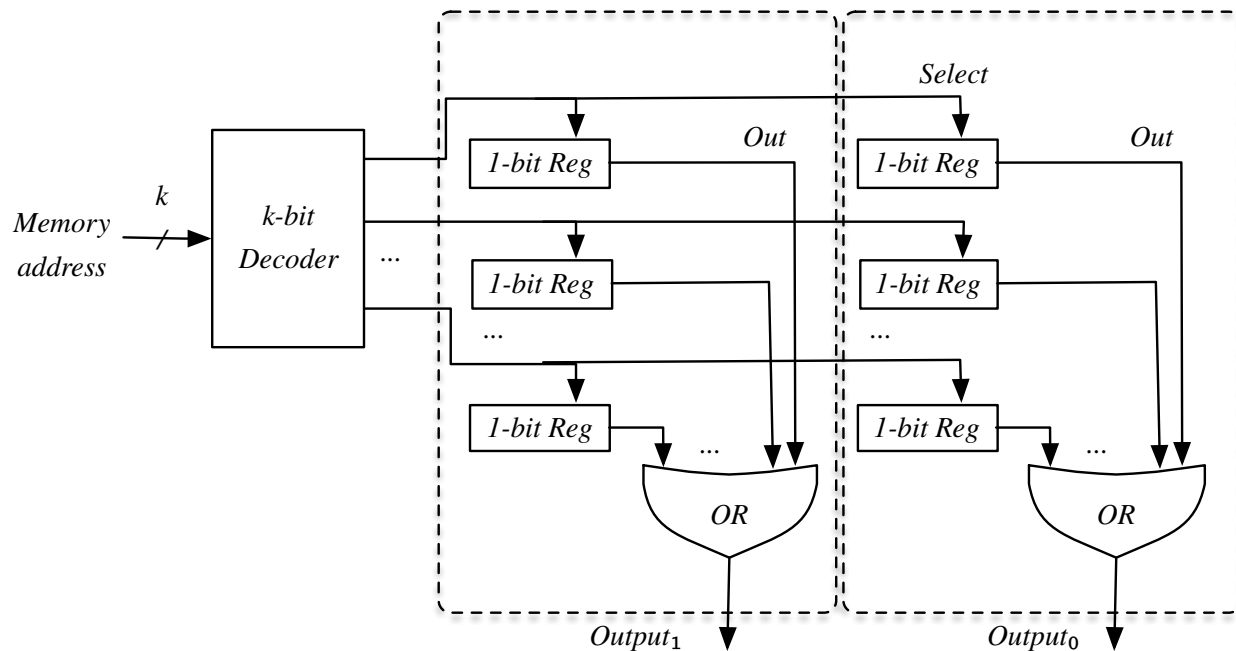 Select
Out
Out
1-bit Reg
1-bit Reg
k
k-bit
Decoder
Memory
address
...
1-bit Reg
1-bit Reg
...
...
1-bit Reg
1-bit Reg
...
...
OR
OR
Output₁
Output₀